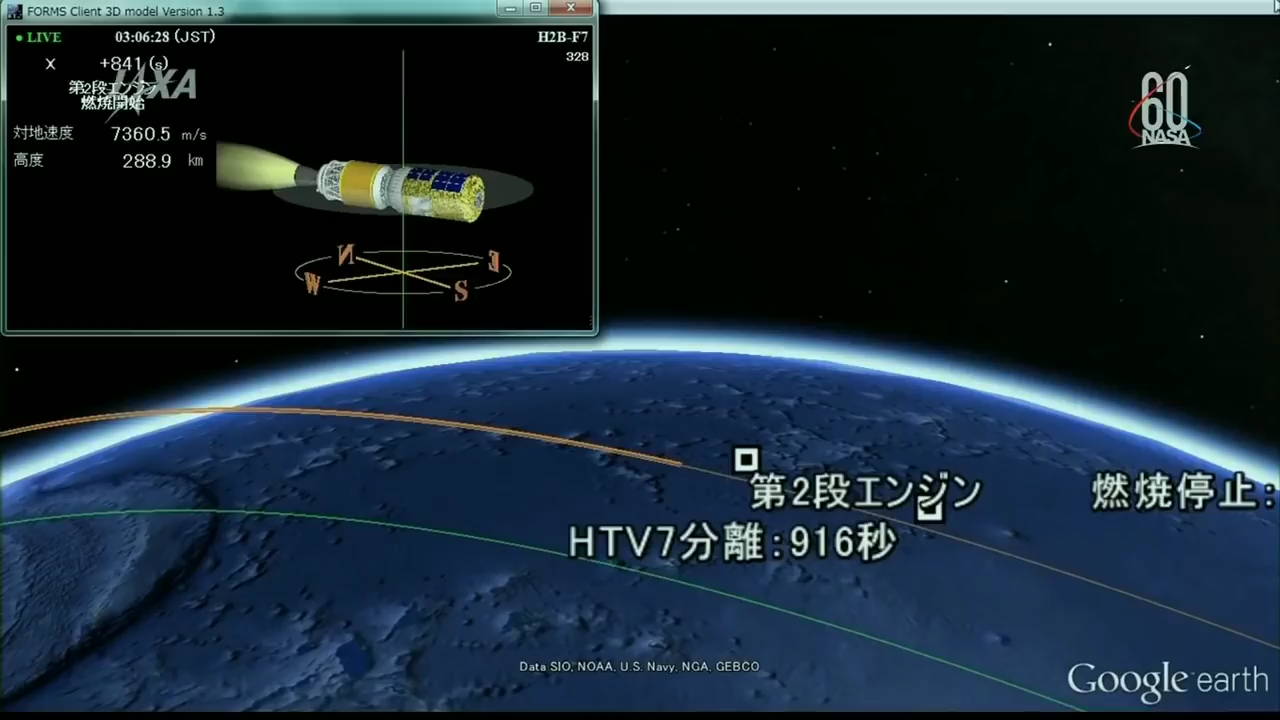 FORMS Client 3D model Version 1.3
LIVE 03:06:28 (JST) H2B-F7
328
X +841 (s)
JAXA
第2段エンジン
燃焼開始
対地速度 7360.5 m/s
高度 288.9 km
N E
W S
60
NASA
第2段エンジン 燃焼停止:
HTV7分離:916秒
Data SIO, NOAA, U.S. Navy, NGA, GEBCO
Google earth